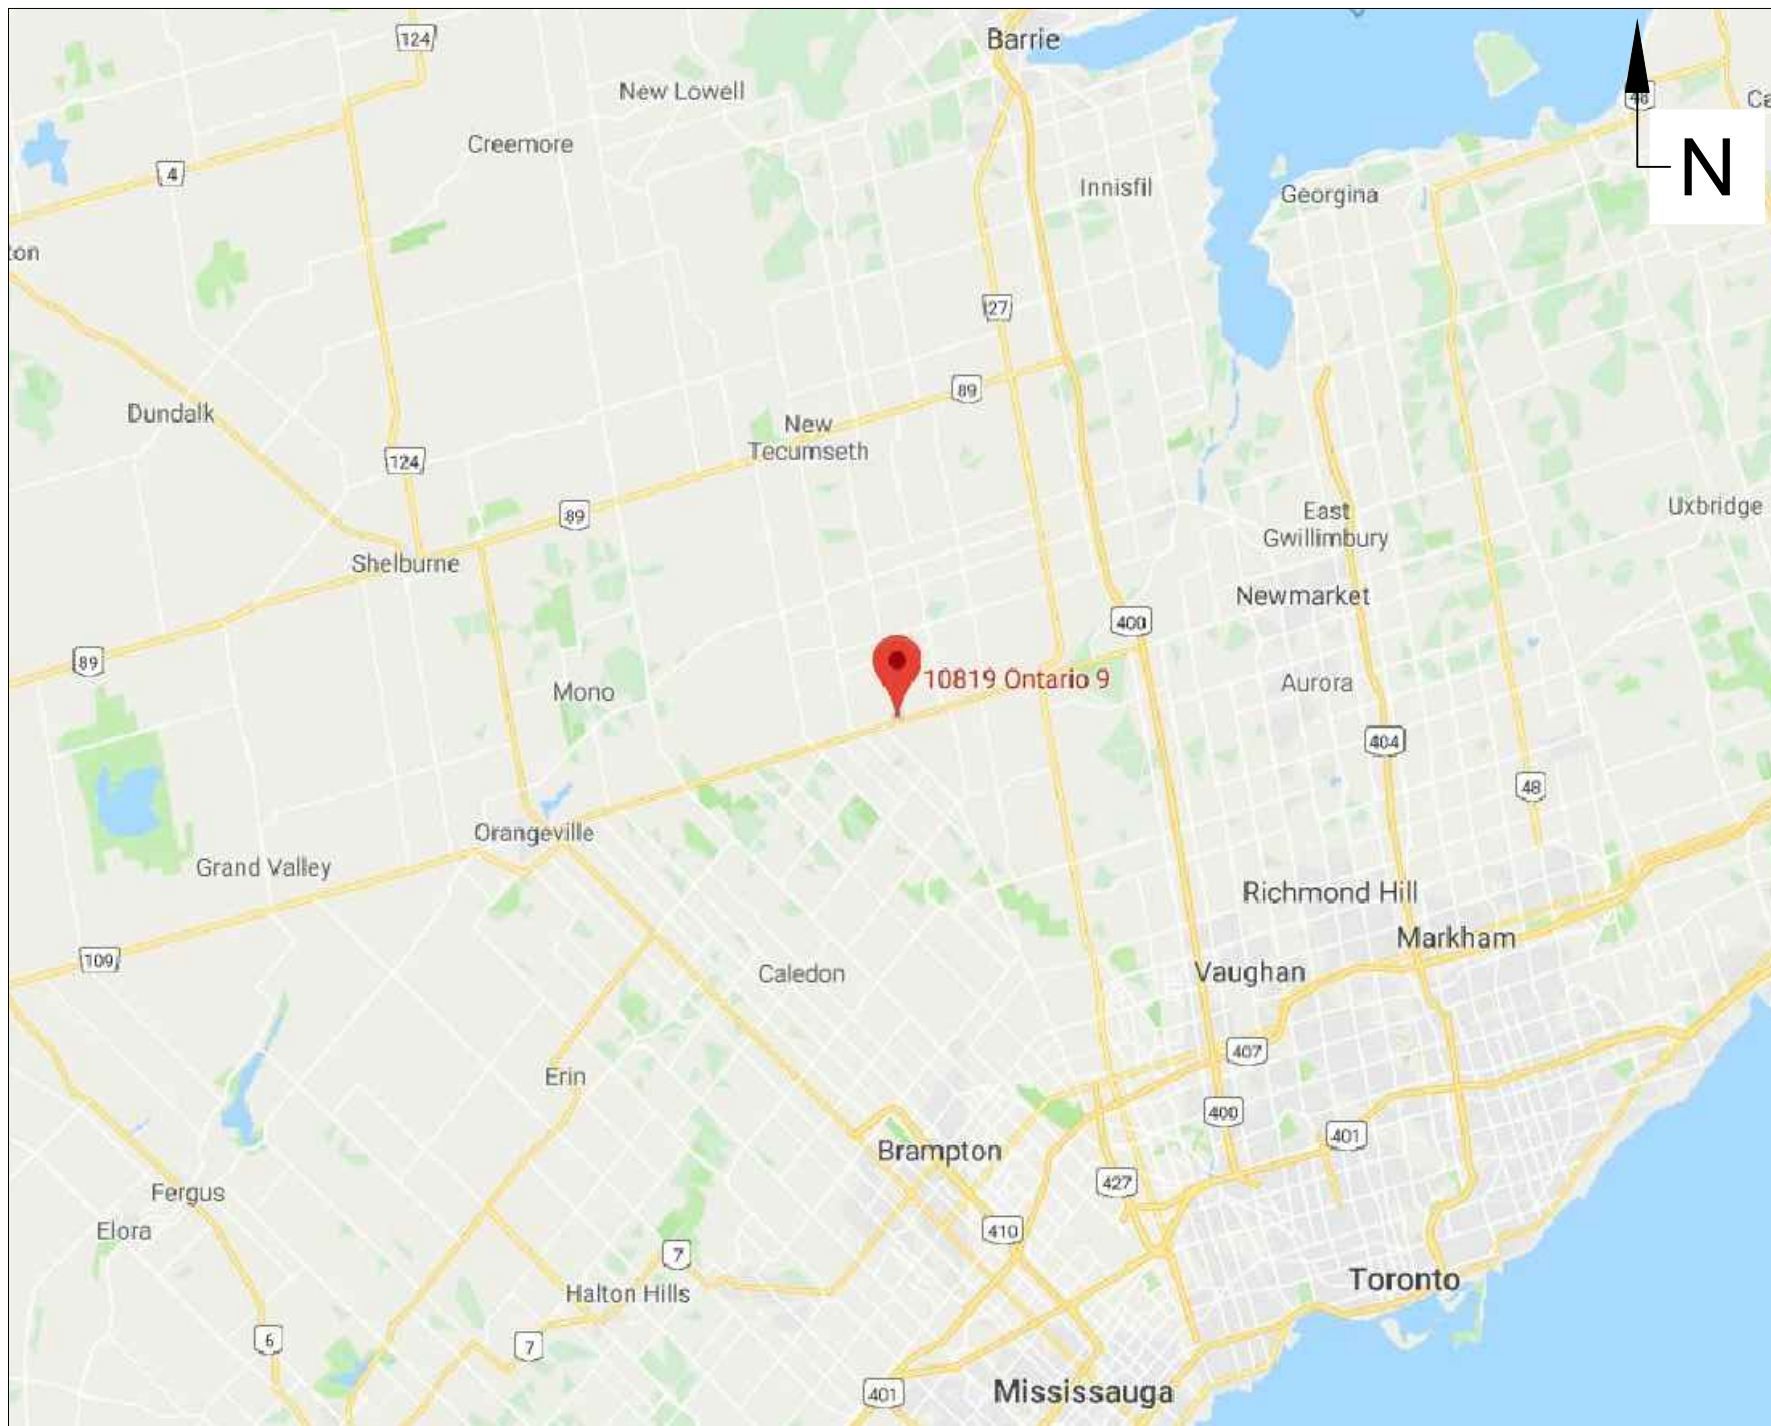 124
Barrie
New Lowell
Ca
Creemore
4
N
Innisfil
Georgina
ton
27
89
Dundalk
New
Tecumseth
124
89
East
Gwillimbury
Uxbridge
Shelburne
Newmarket
400
89
10819 Ontario 9
Mono
Aurora
404
48
Orangeville
Grand Valley
Richmond Hill
Markham
109
Caledon
Vaughan
407
Erin
400
401
Brampton
427
Fergus
Elora
410
7
Halton Hills
Toronto
6
7
401
Mississauga